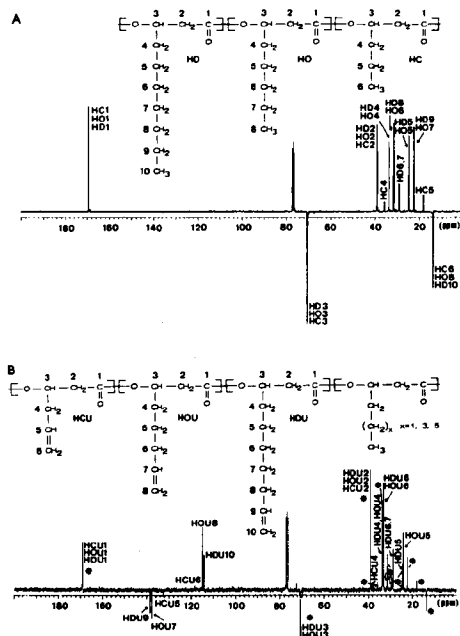 A
3 2 1 3 2 1 3 2 1
O-CH-CH2-C O-CH-CH2-C O-CH-CH2-C
O O O
4 CH2 4 CH2 4 CH2
HD HO HC
5 CH2 5 CH2 5 CH2
6 CH2 6 CH2 6 CH3
7 CH2 7 CH2
8 CH2 8 CH3
9 CH2
10 CH3
HC1
HO1
HD1
HD4
HO4
HD8
HO6
HD2
HO2
HC2
HC4
HD6,7
HD5
HO5
HD9
HO7
HC5
180 160 140 120 100 80 60 40 20 (ppm)
HD3
HO3
HC3
HC6
HO8
HD10
B
3 2 1 3 2 1 3 2 1
O-CH-CH2-C O-CH-CH2-C O-CH-CH2-C O-CH-CH2-C
O O O O
4 CH2 4 CH2 4 CH2
HCU HOU HDU
5 CH 5 CH2 5 CH2
6 CH2 6 CH2 6 CH2
7 CH 7 CH2
8 CH2 8 CH2
9 CH
10 CH2
(CH2)x x=1, 3, 5
CH3
HCU1
HOU1
HDU1
HOU8
HDU10
HCU6
HDU2
HOU2
HCU2
HCU4
HDU4
HOU4
HDU8
HOU6
HDU6,7
HDU5
HOU5
180 160 140 120 100 80 60 40 20 (ppm)
HDU9
HCU5
HOU7
HDU3
HOU3